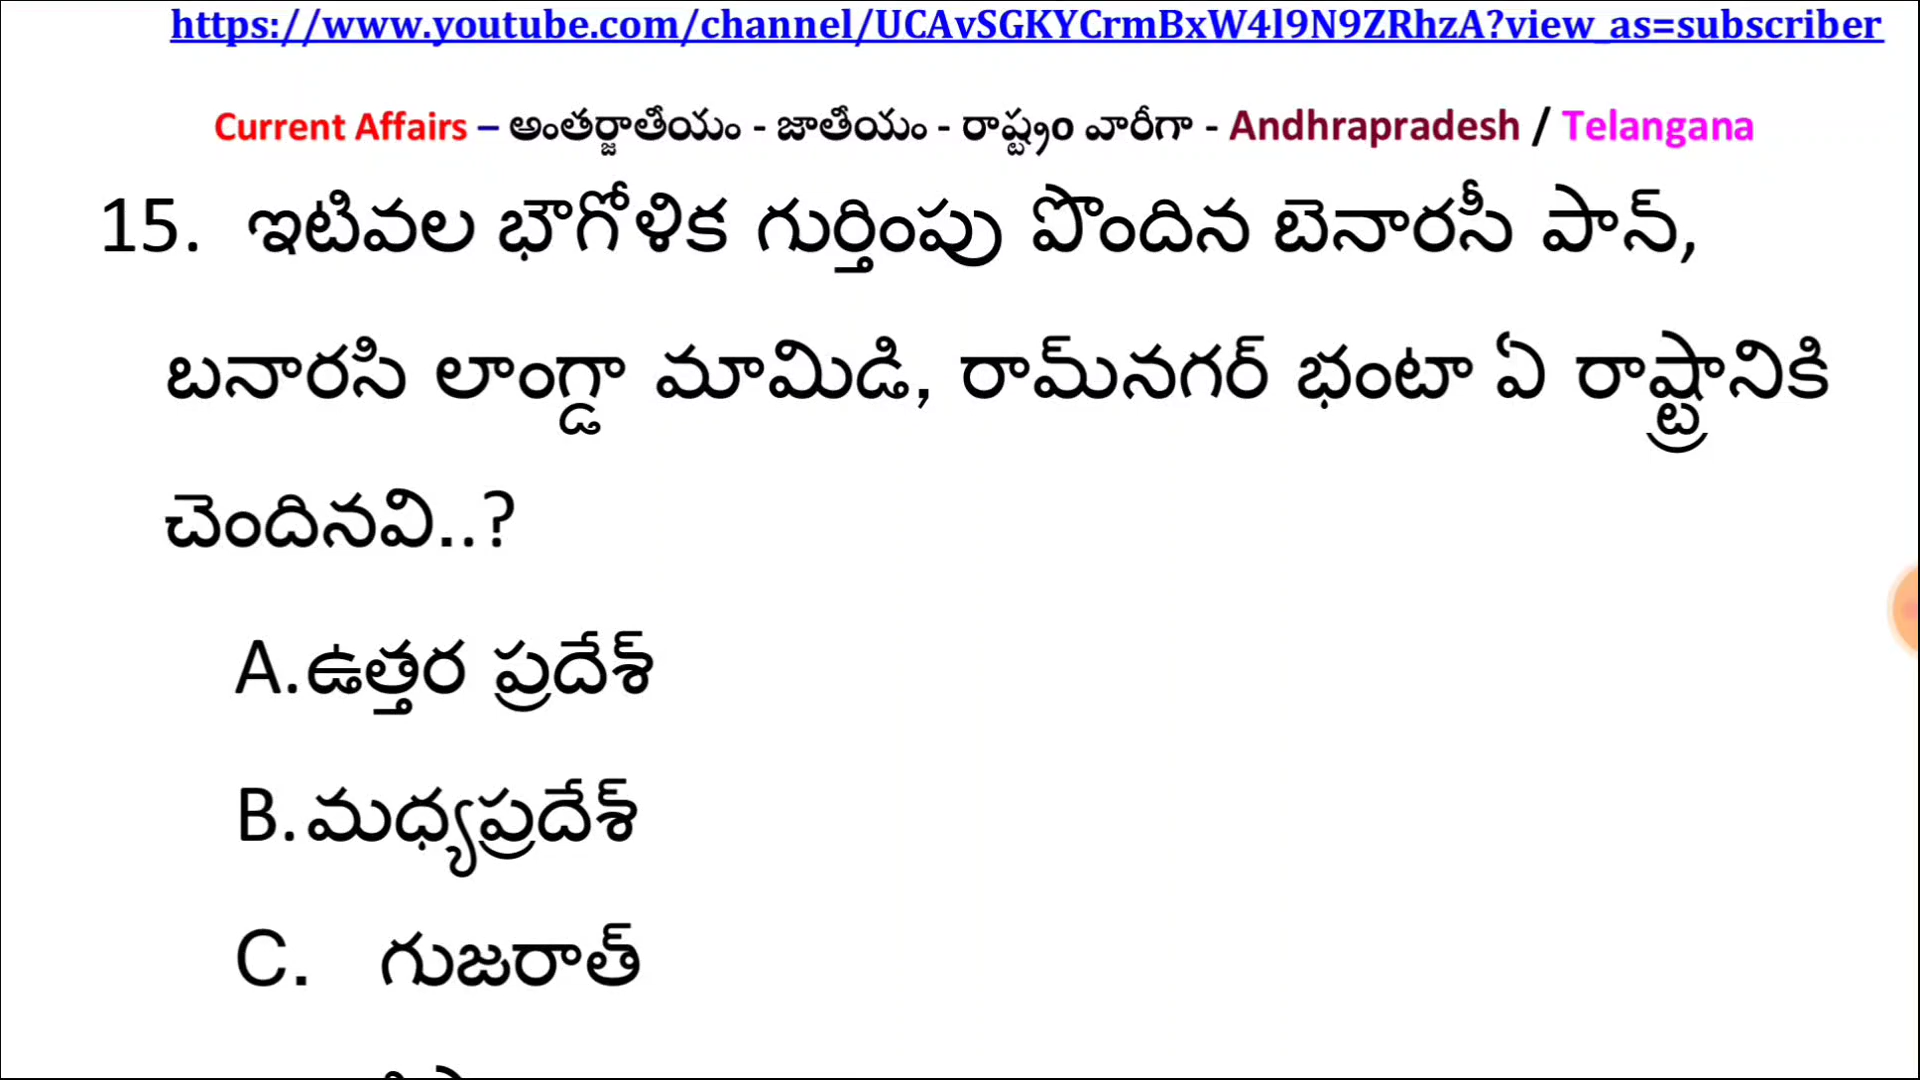 https://www.youtube.com/channel/UCAvSGKYCrmBxW4l9N9ZRhzA?view_as=subscriber
Current Affairs – అంతర్జాతీయం - జాతీయం - రాష్ట్రం వారీగా - Andhrapradesh / Telangana
15. ఇటివల భౌగోళిక గుర్తింపు పొందిన బెనారసీ పాన్,
బనారసి లాంగ్డా మామిడి, రామ్‌నగర్ భంటా ఏ రాష్ట్రానికి
చెందినవి..?
A. ఉత్తర ప్రదేశ్
B. మధ్యప్రదేశ్
C. గుజరాత్